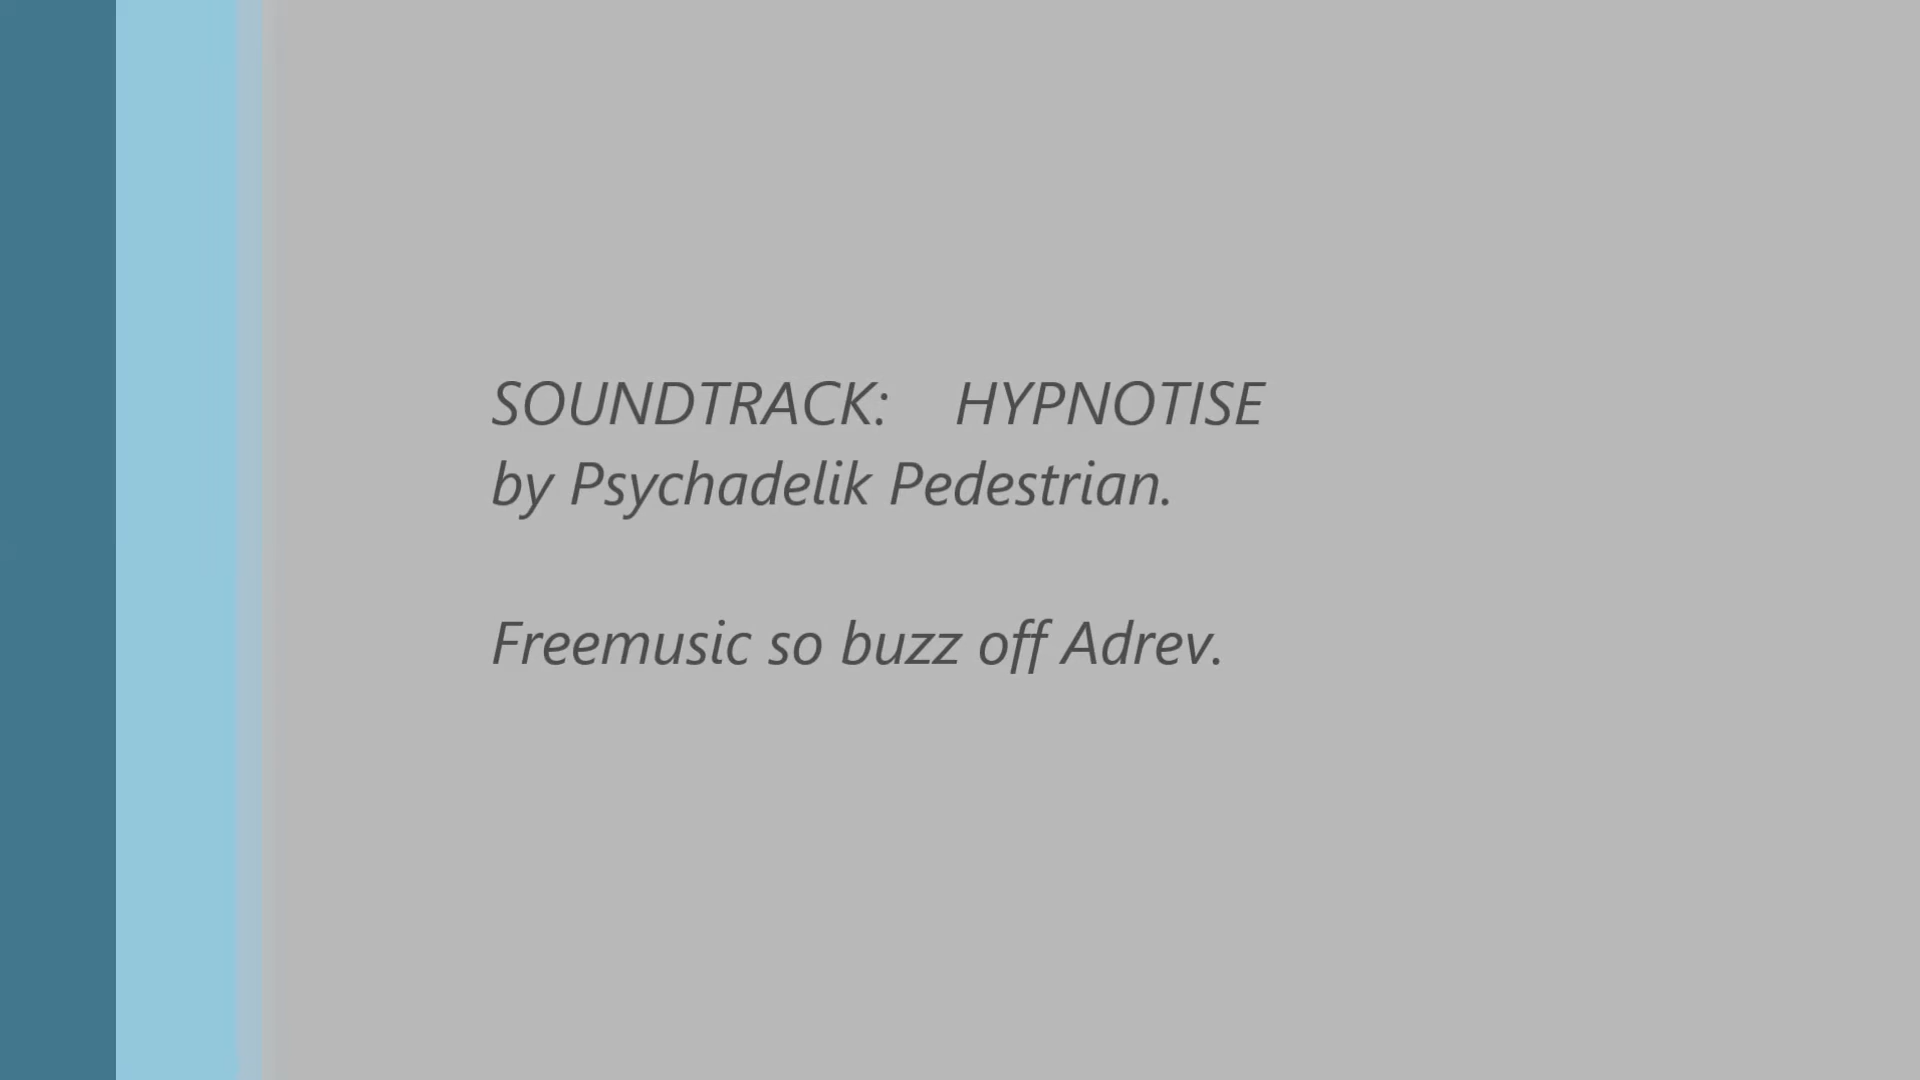 SOUNDTRACK: HYPNOTISE
by Psychadelik Pedestrian.
Freemusic so buzz off Adrev.